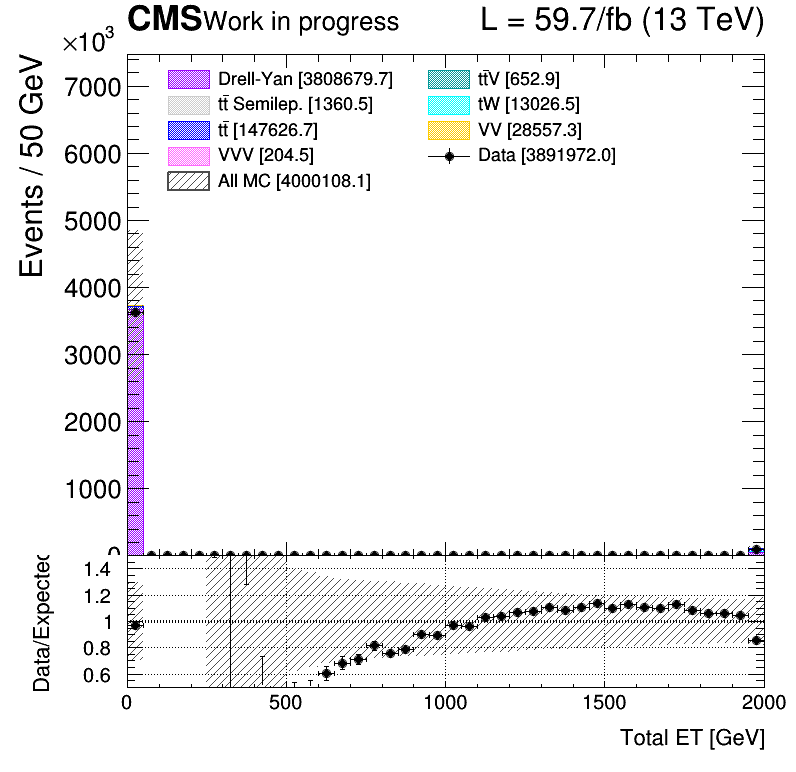 CMS Work in progress L = 59.7/fb (13 TeV)
×10³
Events / 50 GeV
7000
6000
5000
4000
3000
2000
1000
0
Drell-Yan [3808679.7]
tt̄ Semilep. [1360.5]
tt̄ [147626.7]
VVV [204.5]
All MC [4000108.1]
tt̄V [652.9]
tW [13026.5]
VV [28557.3]
Data [3891972.0]
Data/Expected
1.4
1.2
1
0.8
0.6
0 500 1000 1500 2000
Total ET [GeV]